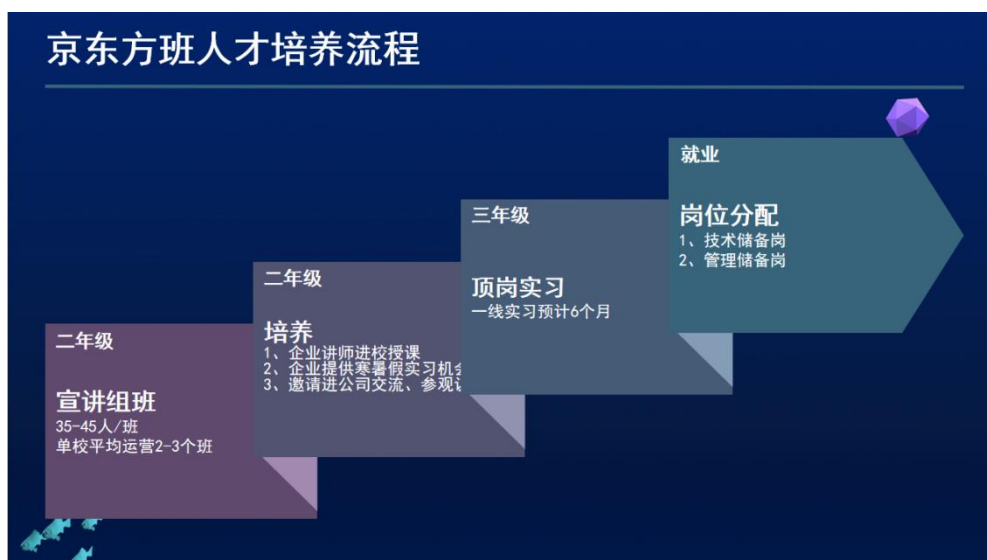 京东方班人才培养流程
二年级
宣讲组班
35-45人/班
单校平均运营2-3个班
二年级
培养
1、企业讲师进校授课
2、企业提供寒暑假实习机
3、邀请进公司交流、参观
三年级
顶岗实习
一线实习预计6个月
就业
岗位分配
1、技术储备岗
2、管理储备岗